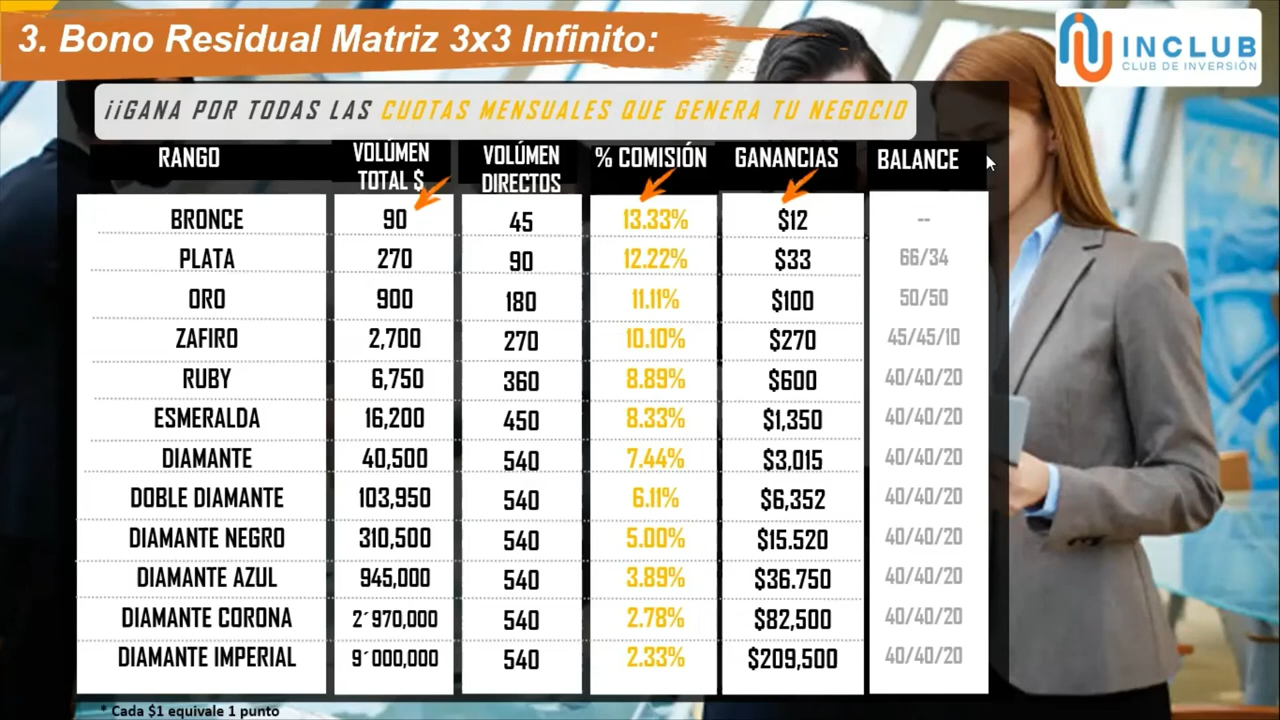 3. Bono Residual Matriz 3x3 Infinito:
INCLUB
CLUB DE INVERSIÓN
¡¡GANA POR TODAS LAS CUOTAS MENSUALES QUE GENERA TU NEGOCIO
RANGO VOLÚMEN TOTAL $ VOLÚMEN DIRECTOS % COMISIÓN GANANCIAS BALANCE
BRONCE 90 45 13.33% $12 --
PLATA 270 90 12.22% $33 66/34
ORO 900 180 11.11% $100 50/50
ZAFIRO 2,700 270 10.10% $270 45/45/10
RUBY 6,750 360 8.89% $600 40/40/20
ESMERALDA 16,200 450 8.33% $1,350 40/40/20
DIAMANTE 40,500 540 7.44% $3,015 40/40/20
DOBLE DIAMANTE 103,950 540 6.11% $6,352 40/40/20
DIAMANTE NEGRO 310,500 540 5.00% $15.520 40/40/20
DIAMANTE AZUL 945,000 540 3.89% $36.750 40/40/20
DIAMANTE CORONA 2´970,000 540 2.78% $82,500 40/40/20
DIAMANTE IMPERIAL 9´000,000 540 2.33% $209,500 40/40/20
* Cada $1 equivale 1 punto